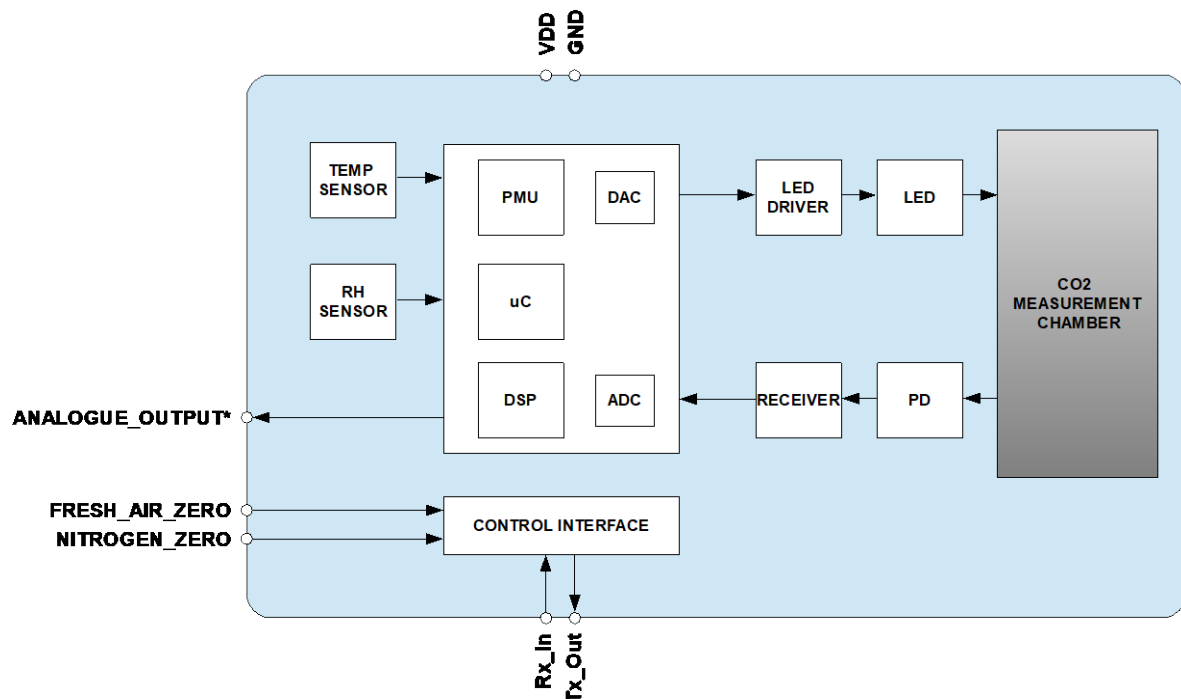 VDD
GND
TEMP
SENSOR
PMU
DAC
LED
DRIVER
LED
RH
SENSOR
uC
CO2
MEASUREMENT
CHAMBER
DSP
ADC
RECEIVER
PD
ANALOGUE_OUTPUT*
FRESH_AIR_ZERO
NITROGEN_ZERO
CONTROL INTERFACE
Rx_In
Tx_Out